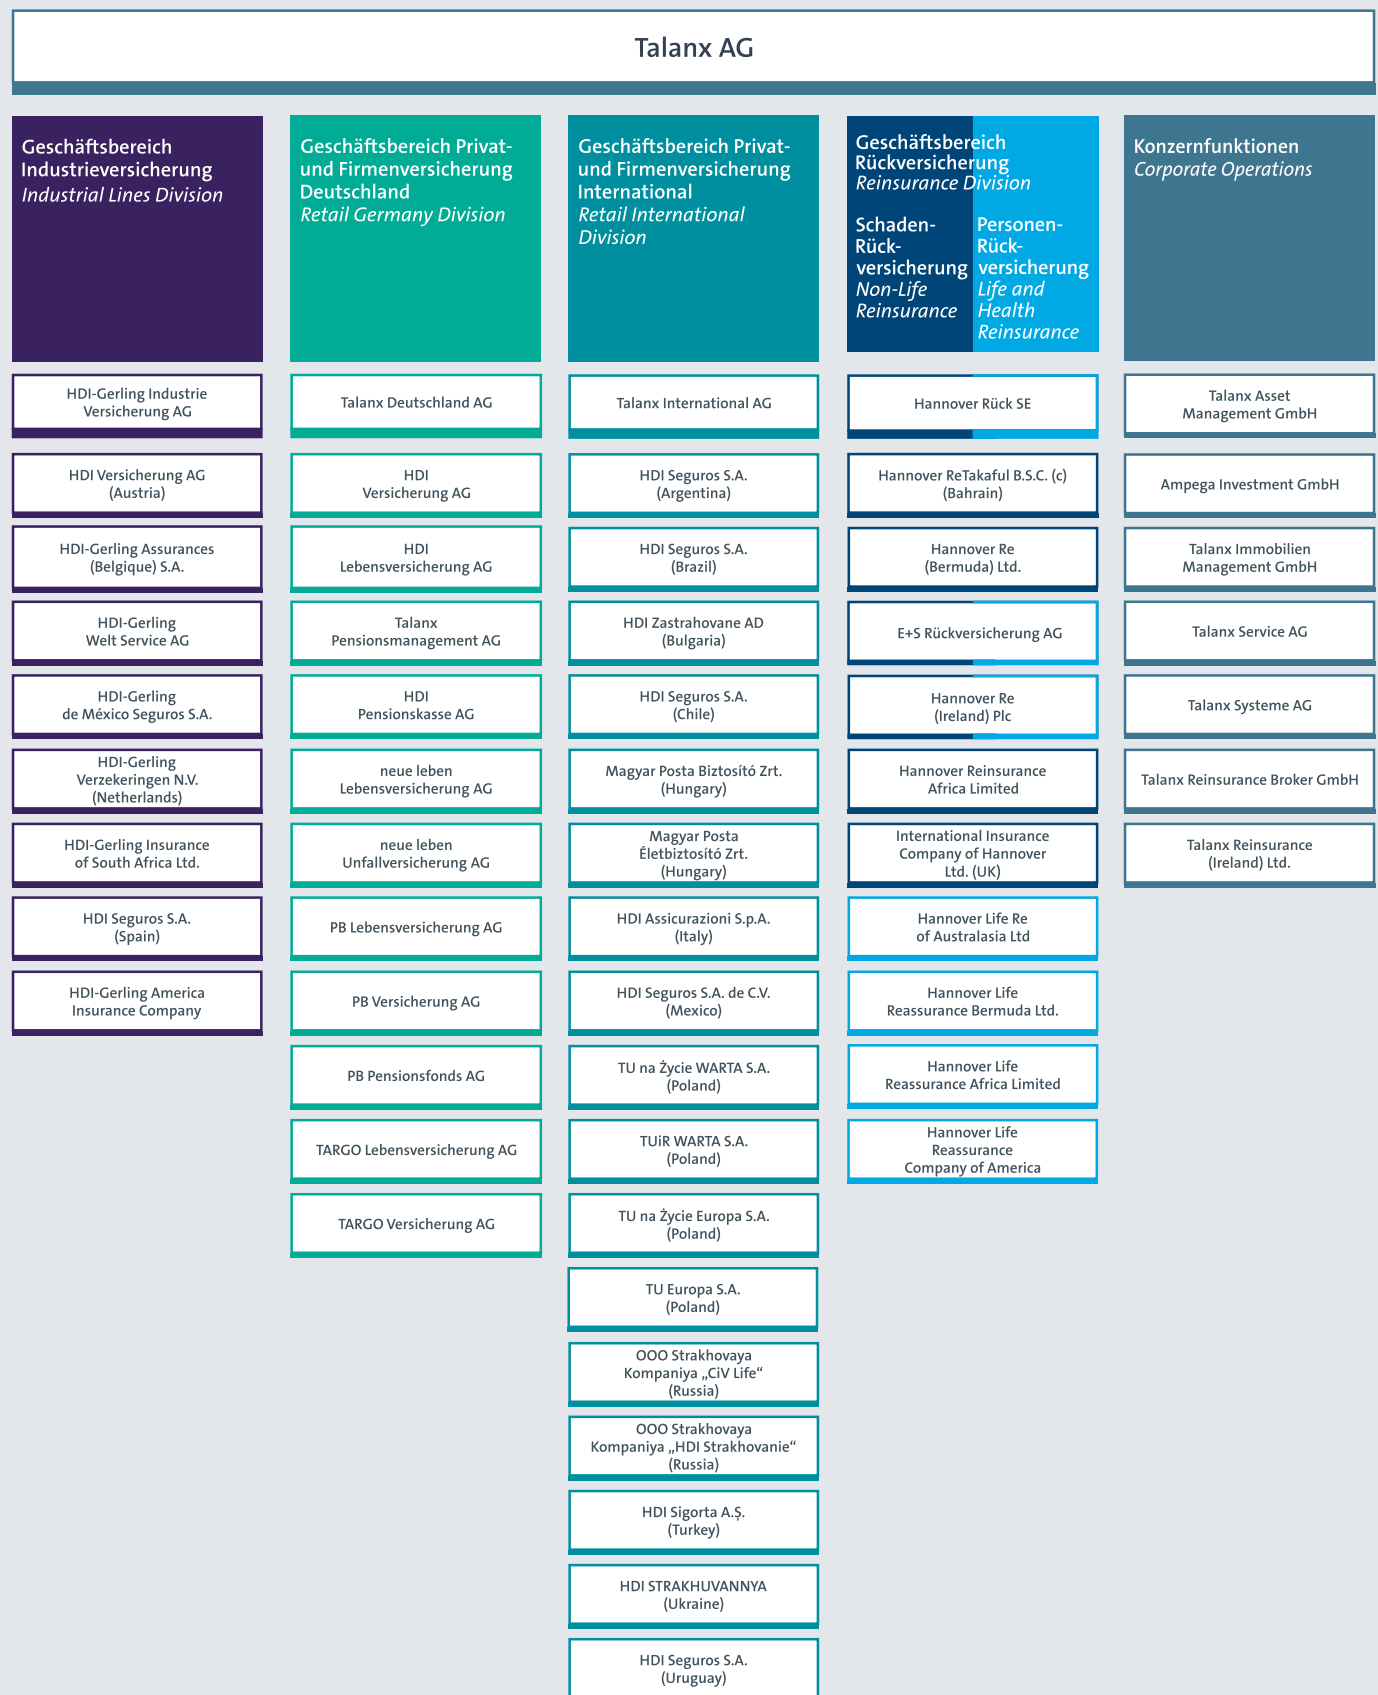 Talanx AG
Geschäftsbereich
Industrieversicherung
Industrial Lines Division
HDI-Gerling Industrie
Versicherung AG
HDI Versicherung AG
(Austria)
HDI-Gerling Assurances
(Belgique) S.A.
HDI-Gerling
Welt Service AG
HDI-Gerling
de México Seguros S.A.
HDI-Gerling
Verzekeringen N.V.
(Netherlands)
HDI-Gerling Insurance
of South Africa Ltd.
HDI Seguros S.A.
(Spain)
HDI-Gerling America
Insurance Company
Geschäftsbereich Privat-
und Firmenversicherung
Deutschland
Retail Germany Division
Talanx Deutschland AG
HDI
Versicherung AG
HDI
Lebensversicherung AG
Talanx
Pensionsmanagement AG
HDI
Pensionskasse AG
neue leben
Lebensversicherung AG
neue leben
Unfallversicherung AG
PB Lebensversicherung AG
PB Versicherung AG
PB Pensionsfonds AG
TARGO Lebensversicherung AG
TARGO Versicherung AG
Geschäftsbereich Privat-
und Firmenversicherung
International
Retail International
Division
Talanx International AG
HDI Seguros S.A.
(Argentina)
HDI Seguros S.A.
(Brazil)
HDI Zastrahovane AD
(Bulgaria)
HDI Seguros S.A.
(Chile)
Magyar Posta Biztosító Zrt.
(Hungary)
Magyar Posta
Életbiztosító Zrt.
(Hungary)
HDI Assicurazioni S.p.A.
(Italy)
HDI Seguros S.A. de C.V.
(Mexico)
TU na Życie WARTA S.A.
(Poland)
TUiR WARTA S.A.
(Poland)
TU na Życie Europa S.A.
(Poland)
TU Europa S.A.
(Poland)
OOO Strakhovaya
Kompaniya „CiV Life“
(Russia)
OOO Strakhovaya
Kompaniya „HDI Strakhovanie“
(Russia)
HDI Sigorta A.Ş.
(Turkey)
HDI STRAKHUVANNYA
(Ukraine)
HDI Seguros S.A.
(Uruguay)
Geschäftsbereich
Rückversicherung
Reinsurance Division
Schaden-
Rück-
versicherung
Non-Life
Reinsurance
Personen-
Rück-
versicherung
Life and
Health
Reinsurance
Hannover Rück SE
Hannover ReTakaful B.S.C. (c)
(Bahrain)
Hannover Re
(Bermuda) Ltd.
E+S Rückversicherung AG
Hannover Re
(Ireland) Plc
Hannover Reinsurance
Africa Limited
International Insurance
Company of Hannover
Ltd. (UK)
Hannover Life Re
of Australasia Ltd
Hannover Life
Reassurance Bermuda Ltd.
Hannover Life
Reassurance Africa Limited
Hannover Life
Reassurance
Company of America
Konzernfunktionen
Corporate Operations
Talanx Asset
Management GmbH
Ampega Investment GmbH
Talanx Immobilien
Management GmbH
Talanx Service AG
Talanx Systeme AG
Talanx Reinsurance Broker GmbH
Talanx Reinsurance
(Ireland) Ltd.